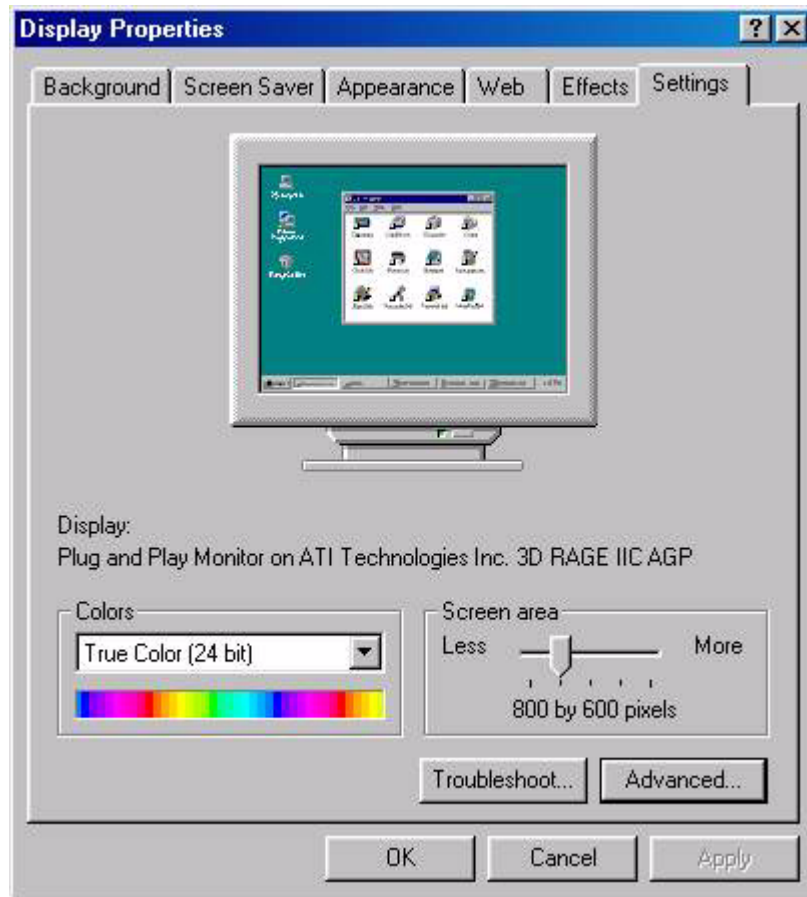 Display Properties
Background Screen Saver Appearance Web Effects Settings
Display:
Plug and Play Monitor on ATI Technologies Inc. 3D RAGE IIC AGP
Colors
True Color (24 bit)
Screen area
Less More
800 by 600 pixels
Troubleshoot... Advanced...
OK Cancel Apply